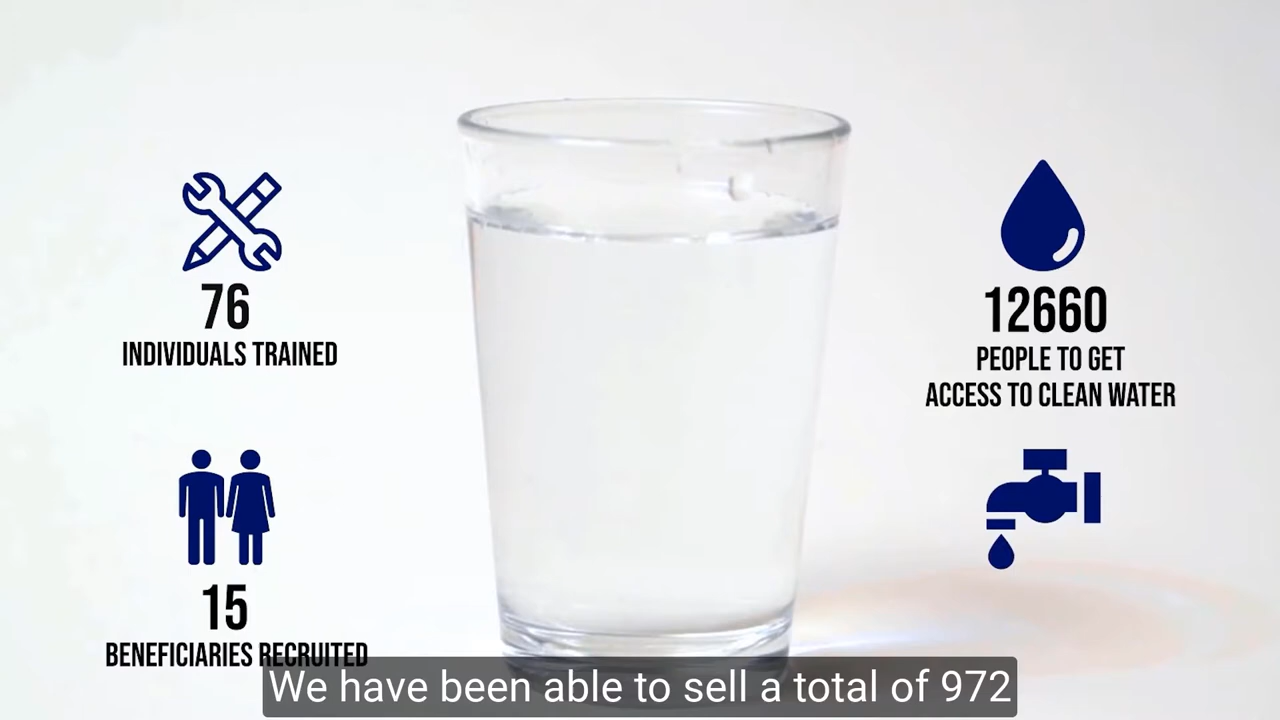 76
INDIVIDUALS TRAINED
15
BENEFICIARIES RECRUITED
12660
PEOPLE TO GET
ACCESS TO CLEAN WATER
We have been able to sell a total of 972